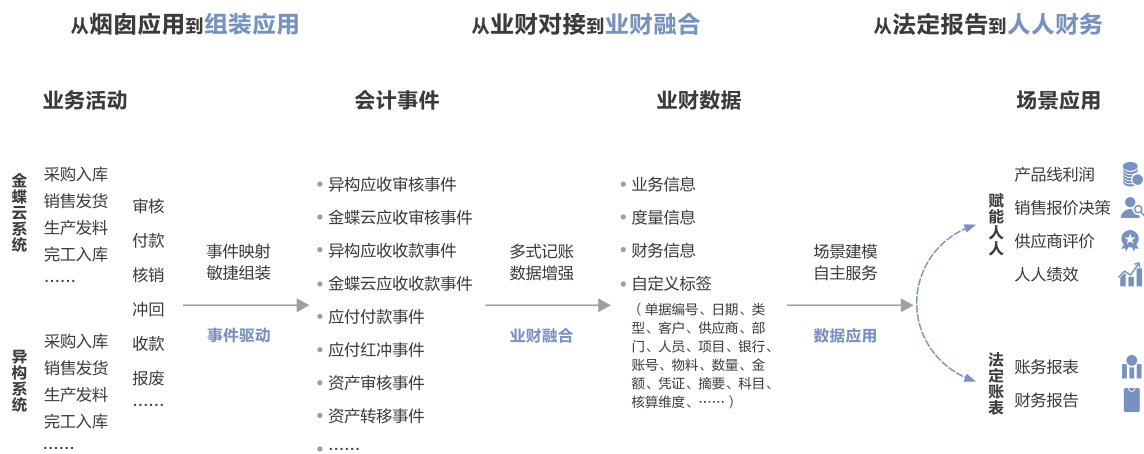 从烟囱应用到组装应用
从业财对接到业财融合
从法定报告到人人财务
业务活动
会计事件
业财数据
场景应用
金蝶云系统
采购入库
销售发货
生产发料
完工入库
……
异构系统
采购入库
销售发货
生产发料
完工入库
……
审核
付款
核销
冲回
收款
报废
……
事件映射
敏捷组装
事件驱动
• 异构应收审核事件
• 金蝶云应收审核事件
• 异构应收收款事件
• 金蝶云应收收款事件
• 应付付款事件
• 应付红冲事件
• 资产审核事件
• 资产转移事件
• ……
多式记账
数据增强
业财融合
• 业务信息
• 度量信息
• 财务信息
• 自定义标签
（单据编号、日期、类
型、客户、供应商、部
门、人员、项目、银行、
账号、物料、数量、金
额、凭证、摘要、科目、
核算维度、……）
场景建模
自主服务
数据应用
赋能人人
产品线利润
销售报价决策
供应商评价
人人绩效
法定账表
账务报表
财务报告